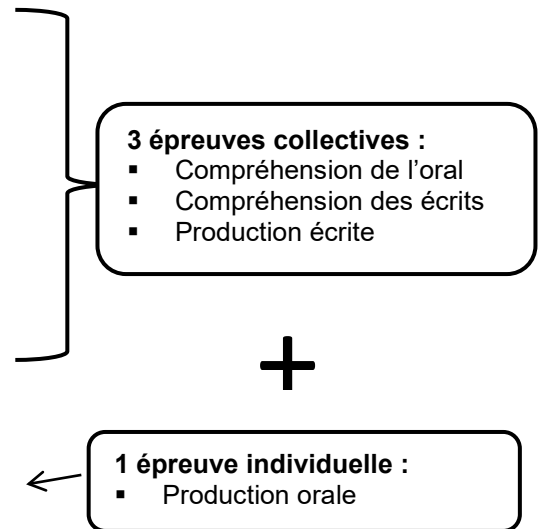 3 épreuves collectives :
▪ Compréhension de l’oral
▪ Compréhension des écrits
▪ Production écrite
+
1 épreuve individuelle :
▪ Production orale